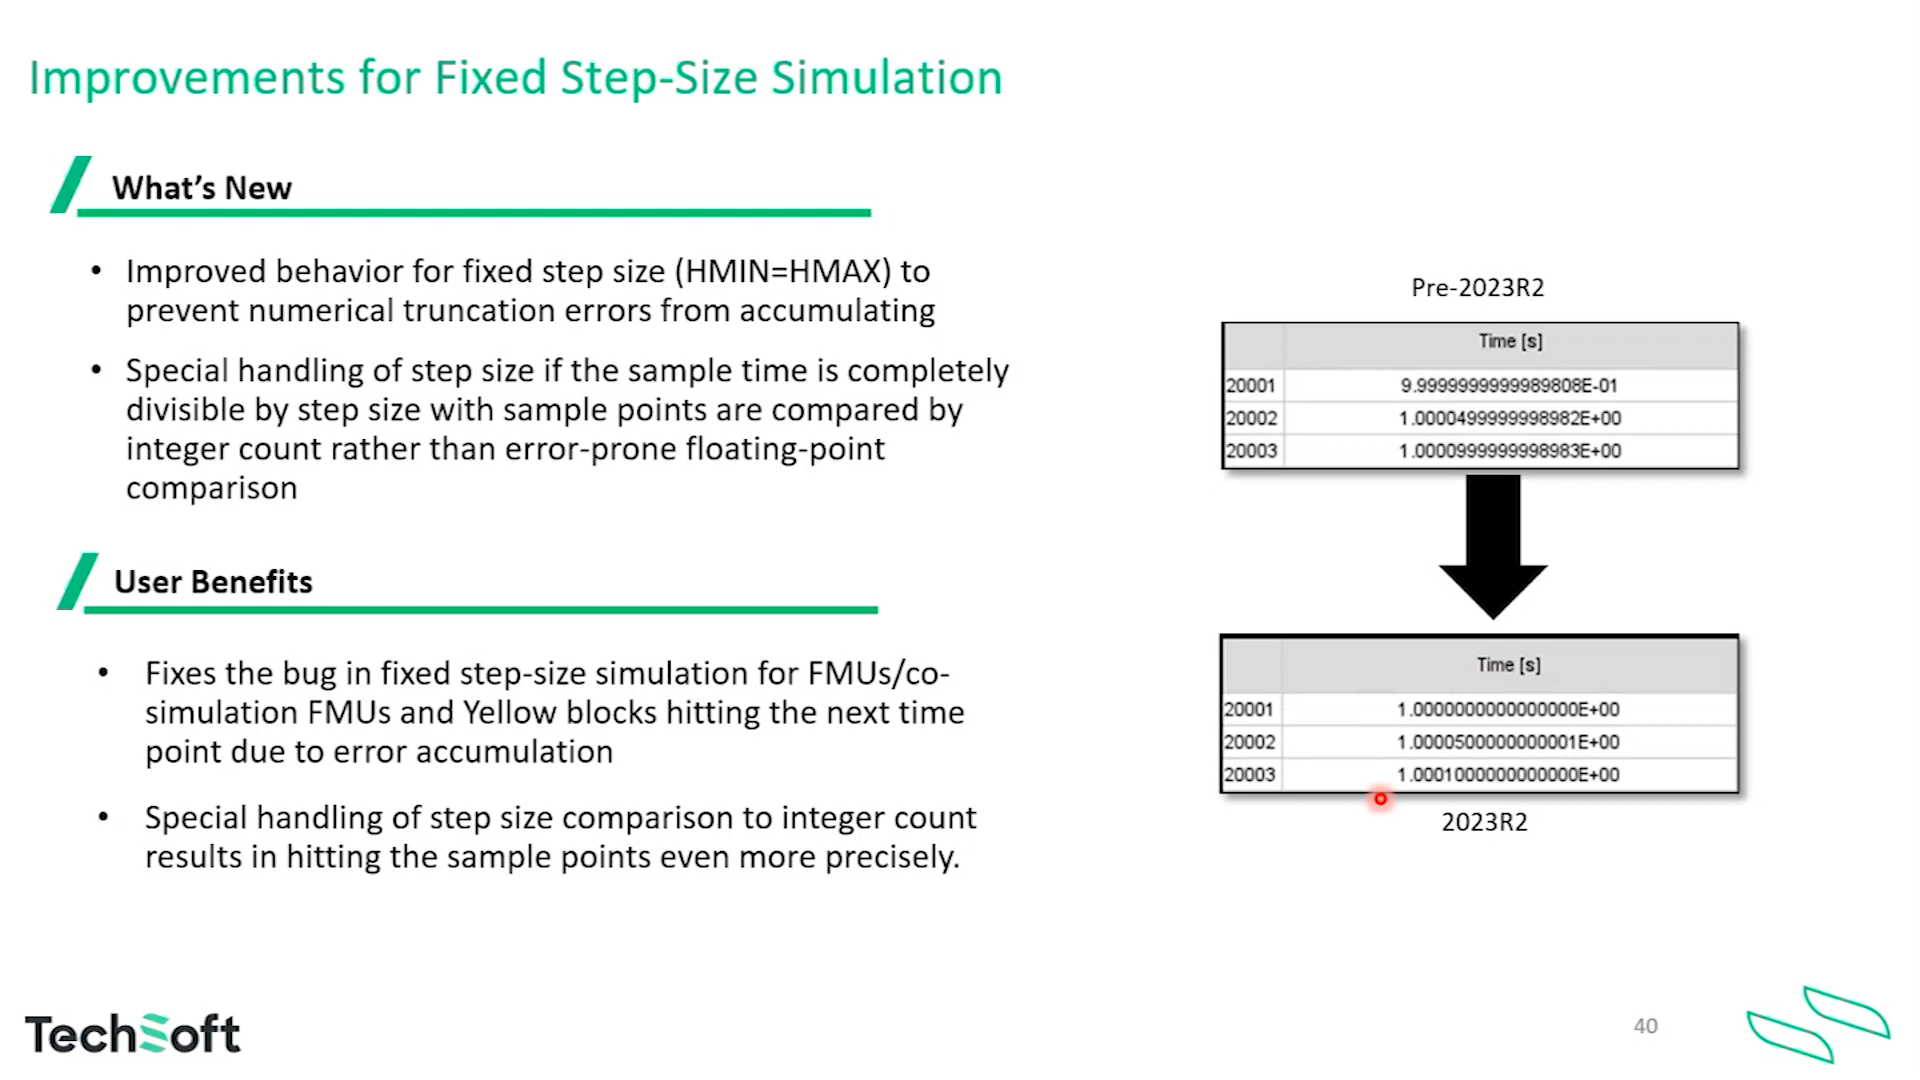 Improvements for Fixed Step-Size Simulation
What's New
• Improved behavior for fixed step size (HMIN=HMAX) to
prevent numerical truncation errors from accumulating
• Special handling of step size if the sample time is completely
divisible by step size with sample points are compared by
integer count rather than error-prone floating-point
comparison
User Benefits
• Fixes the bug in fixed step-size simulation for FMUs/co-
simulation FMUs and Yellow blocks hitting the next time
point due to error accumulation
• Special handling of step size comparison to integer count
results in hitting the sample points even more precisely.
Pre-2023R2
Time [s]
20001 9.9999999999989808E-01
20002 1.0000499999998982E+00
20003 1.0000999999998983E+00
Time [s]
20001 1.0000000000000000E+00
20002 1.0000500000000001E+00
20003 1.0001000000000000E+00
2023R2
TechSoft
40